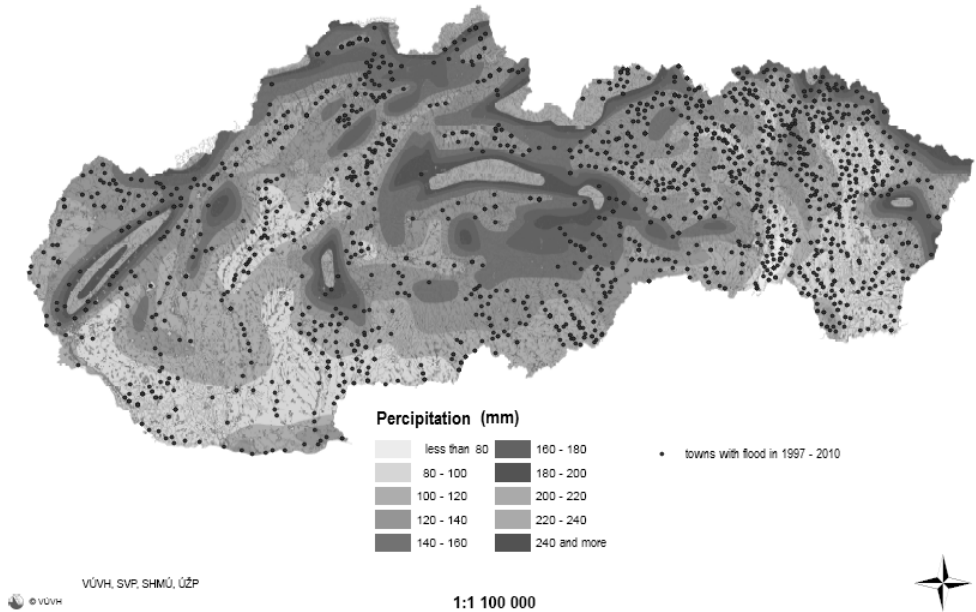 Percipitation (mm)
less than 80
80 - 100
100 - 120
120 - 140
140 - 160
160 - 180
180 - 200
200 - 220
220 - 240
240 and more
towns with flood in 1997 - 2010
VÚVH, SVP, SHMÚ, ÚŽP
© VÚVH
1:1 100 000